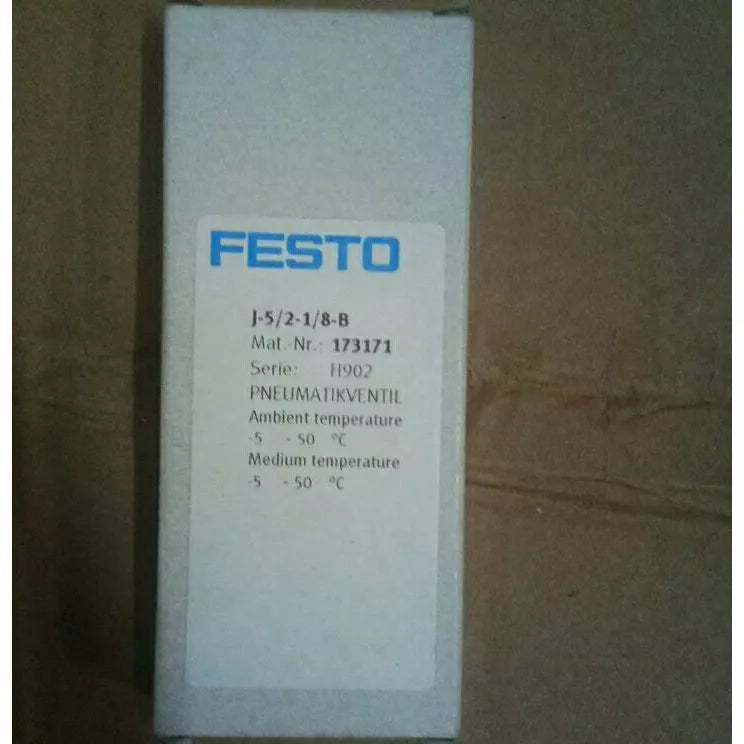 FESTO
J-5/2-1/8-B
Mat.-Nr.: 173171
Serie: H902
PNEUMATIKVENTIL
Ambient temperature
-5 - 50 °C
Medium temperature
-5 - 50 °C